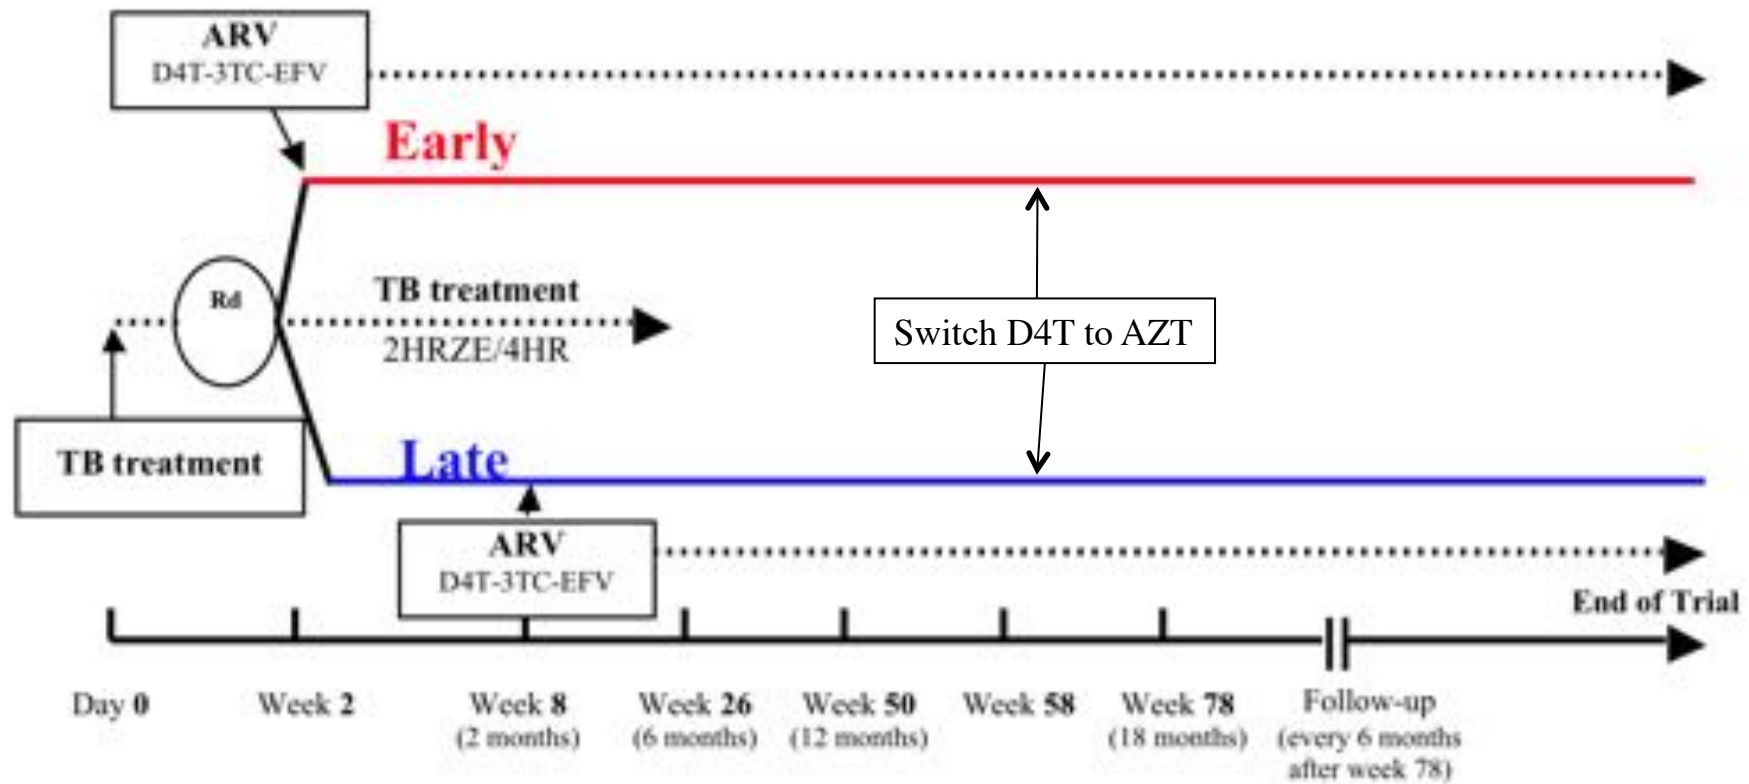 ARV
D4T-3TC-EFV
Early
Rd
TB treatment
2HRZE/4HR
Switch D4T to AZT
TB treatment
Late
ARV
D4T-3TC-EFV
End of Trial
Day 0
Week 2
Week 8
(2 months)
Week 26
(6 months)
Week 50
(12 months)
Week 58
Week 78
(18 months)
Follow-up
(every 6 months
after week 78)